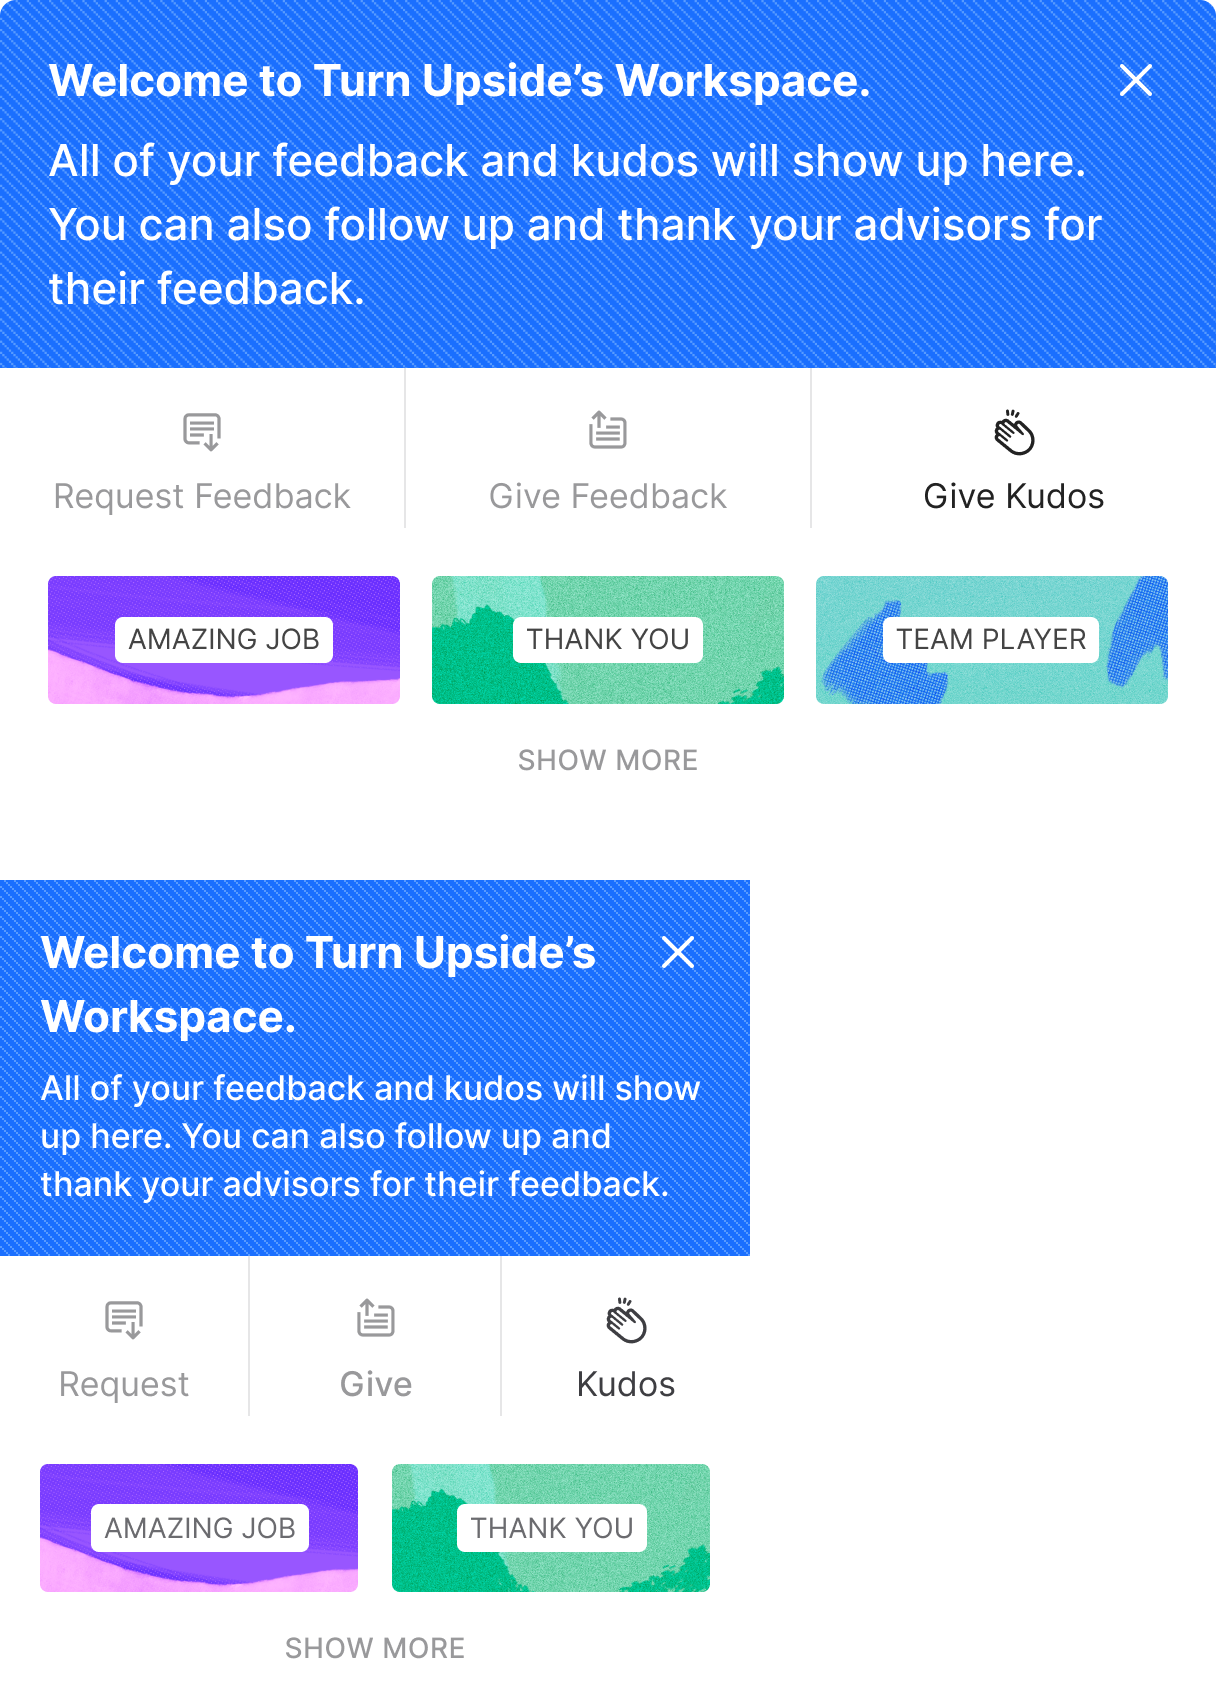 Welcome to Turn Upside’s Workspace.
All of your feedback and kudos will show up here.
You can also follow up and thank your advisors for
their feedback.
Request Feedback
Give Feedback
Give Kudos
AMAZING JOB
THANK YOU
TEAM PLAYER
SHOW MORE
Welcome to Turn Upside’s
Workspace.
All of your feedback and kudos will show
up here. You can also follow up and
thank your advisors for their feedback.
Request
Give
Kudos
AMAZING JOB
THANK YOU
SHOW MORE